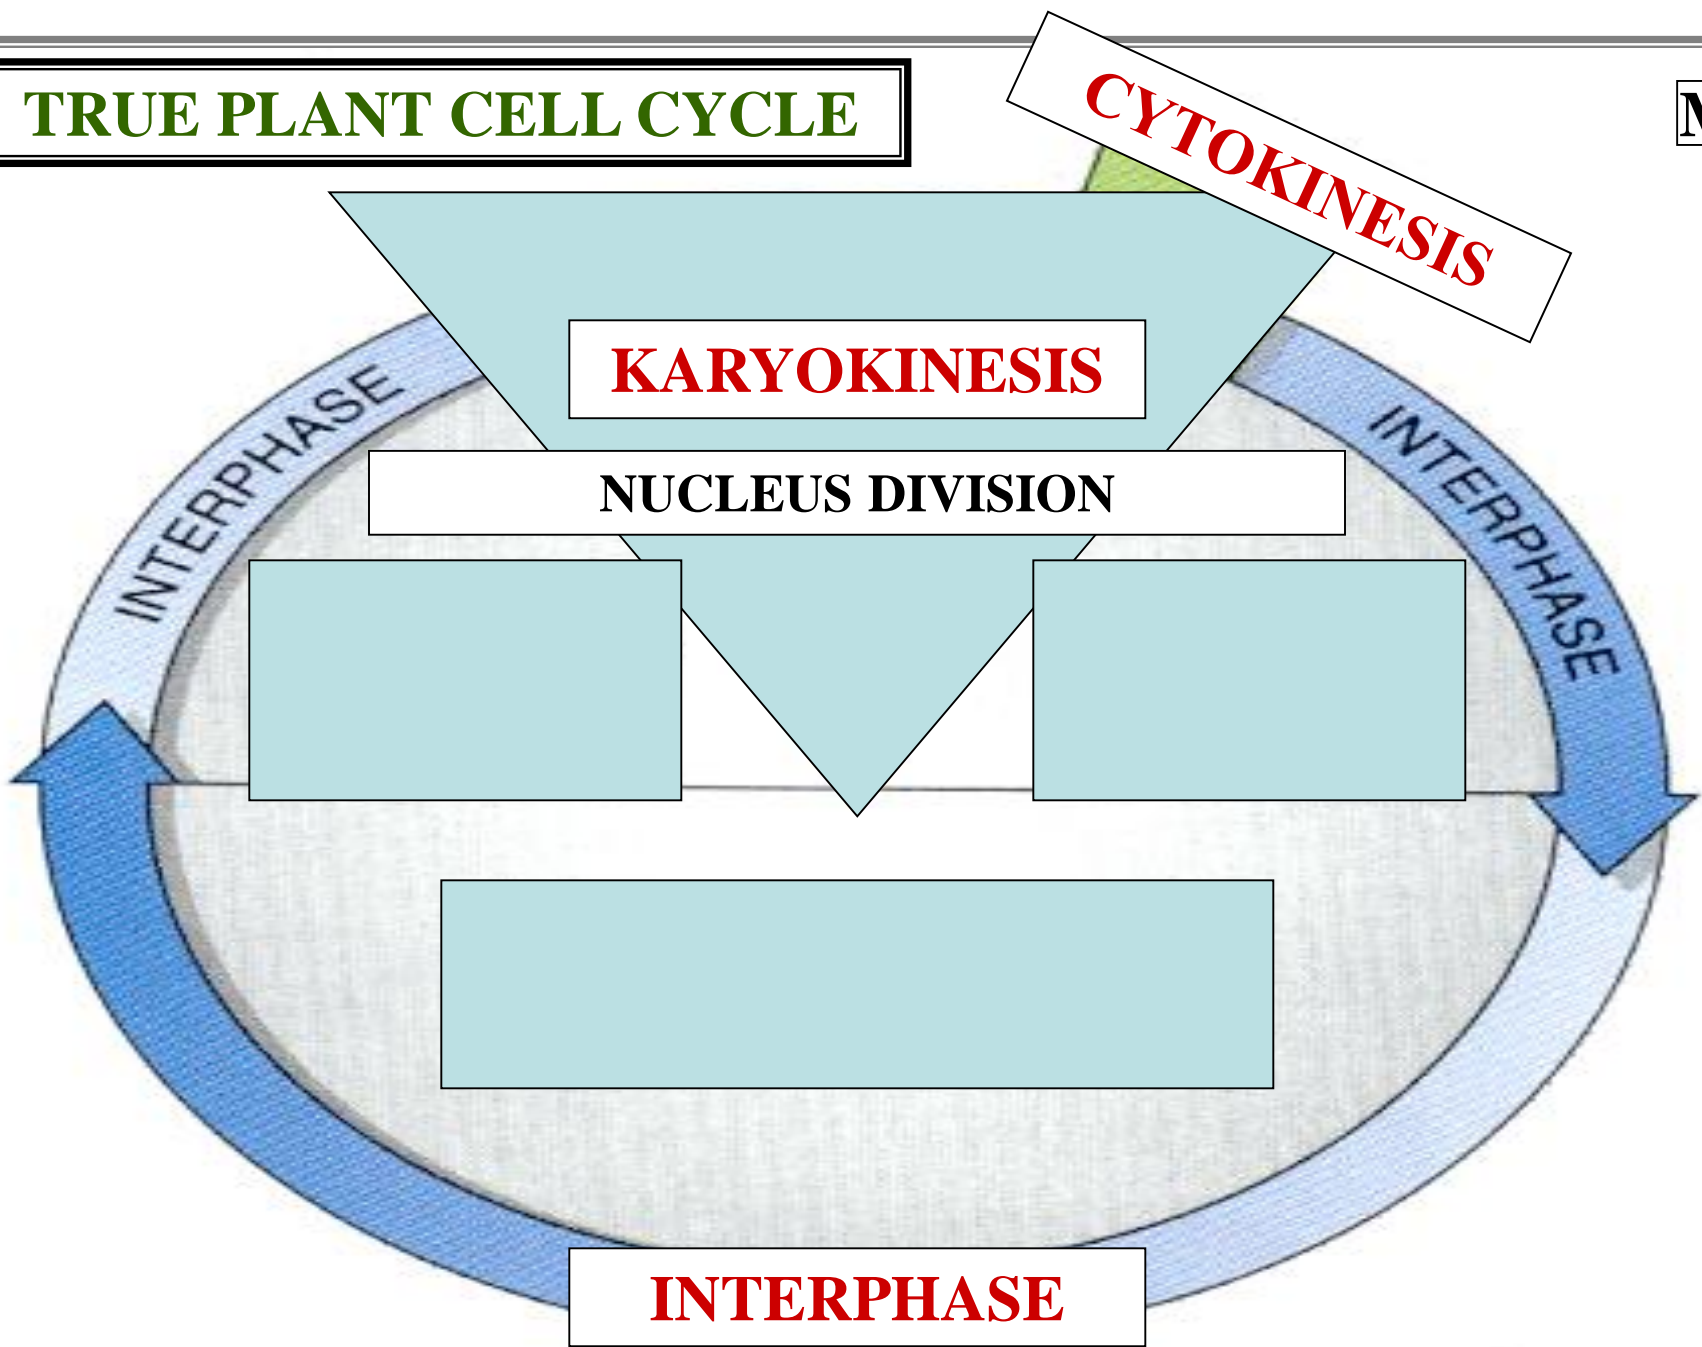 TRUE PLANT CELL CYCLE
CYTOKINESIS
KARYOKINESIS
NUCLEUS DIVISION
INTERPHASE
INTERPHASE
INTERPHASE